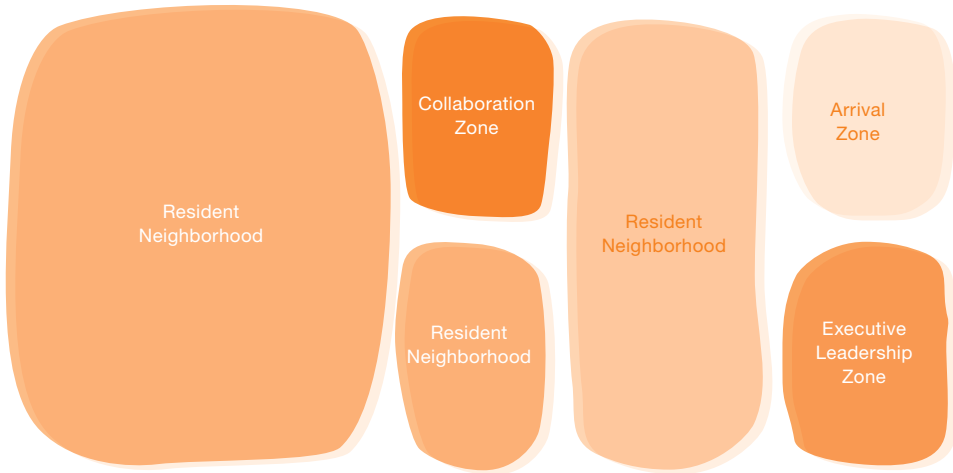 Resident
Neighborhood
Collaboration
Zone
Resident
Neighborhood
Resident
Neighborhood
Arrival
Zone
Executive
Leadership
Zone